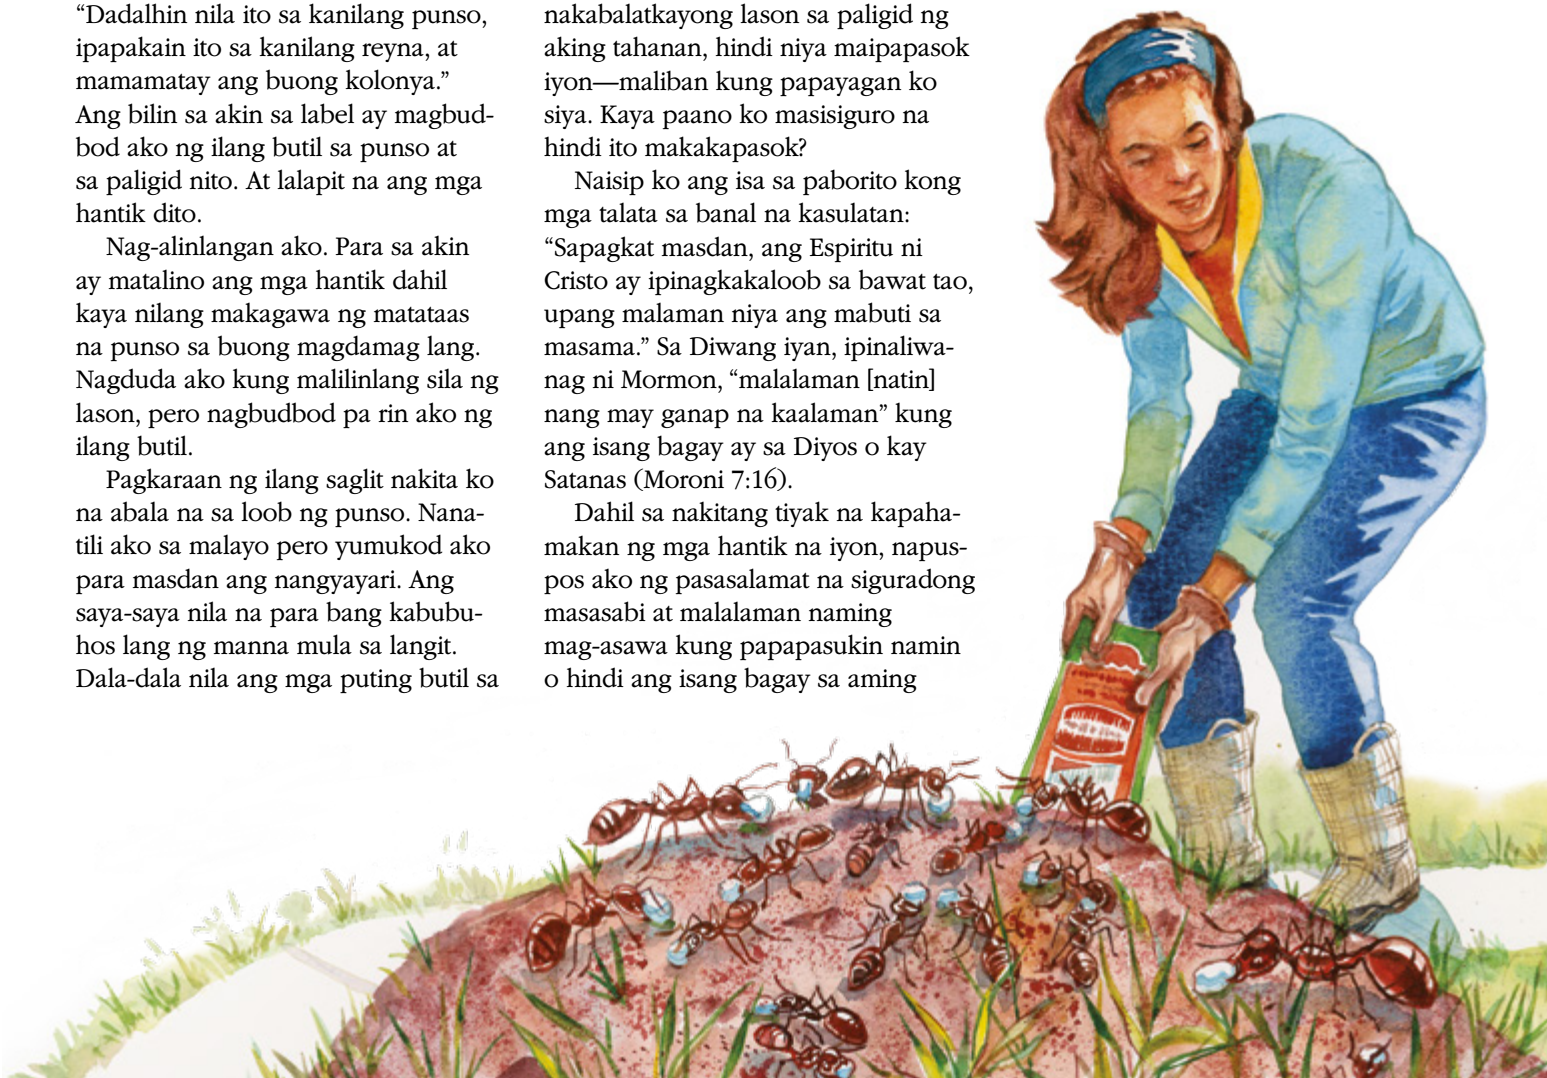 “Dadalhin nila ito sa kanilang punso,
ipapakain ito sa kanilang reyna, at
mamamatay ang buong kolonya.”
Ang bilin sa akin sa label ay magbud-
bod ako ng ilang butil sa punso at
sa paligid nito. At lalapit na ang mga
hantik dito.
Nag-alinlangan ako. Para sa akin
ay matalino ang mga hantik dahil
kaya nilang makagawa ng matataas
na punso sa buong magdamag lang.
Nagduda ako kung malilinlang sila ng
lason, pero nagbudbod pa rin ako ng
ilang butil.
Pagkaraan ng ilang saglit nakita ko
na abala na sa loob ng punso. Nana-
tili ako sa malayo pero yumukod ako
para masdan ang nangyayari. Ang
saya-saya nila na para bang kabubu-
hos lang ng manna mula sa langit.
Dala-dala nila ang mga puting butil sa
nakabalatkayong lason sa paligid ng
aking tahanan, hindi niya maipapasok
iyon—maliban kung papayagan ko
siya. Kaya paano ko masisiguro na
hindi ito makakapasok?
Naisip ko ang isa sa paborito kong
mga talata sa banal na kasulatan:
“Sapagkat masdan, ang Espiritu ni
Cristo ay ipinagkakaloob sa bawat tao,
upang malaman niya ang mabuti sa
masama.” Sa Diwang iyan, ipinaliwa-
nag ni Mormon, “malalaman [natin]
nang may ganap na kaalaman” kung
ang isang bagay ay sa Diyos o kay
Satanas (Moroni 7:16).
Dahil sa nakitang tiyak na kapaha-
makan ng mga hantik na iyon, napus-
pos ako ng pasasalamat na siguradong
masasabi at malalaman naming
mag-asawa kung papapasukin namin
o hindi ang isang bagay sa aming